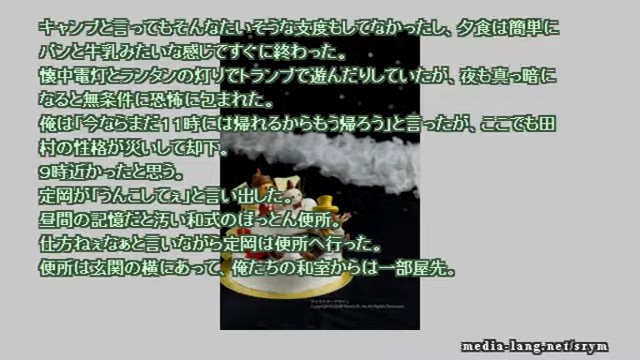 キャンプと言ってもそんなたいそうな支度もしてなかったし、夕食は簡単に
パンと牛乳みたいな感じですぐに終わった。
懐中電灯とランタンの灯りでトランプで遊んだりしていたが、夜も真っ暗に
なると無条件に恐怖に包まれた。
俺は「今ならまだ11時には帰れるからもう帰ろう」と言ったが、ここでも田
村の性格が災いして却下。
9時近かったと思う。
定岡が「うんこしてぇ」と言い出した。
昼間の記憶だと汚い和式のぼっとん便所。
仕方ねぇなぁと言いながら定岡は便所へ行った。
便所は玄関の横にあって、俺たちの和室からは一部屋先。
media-lang.net/srym